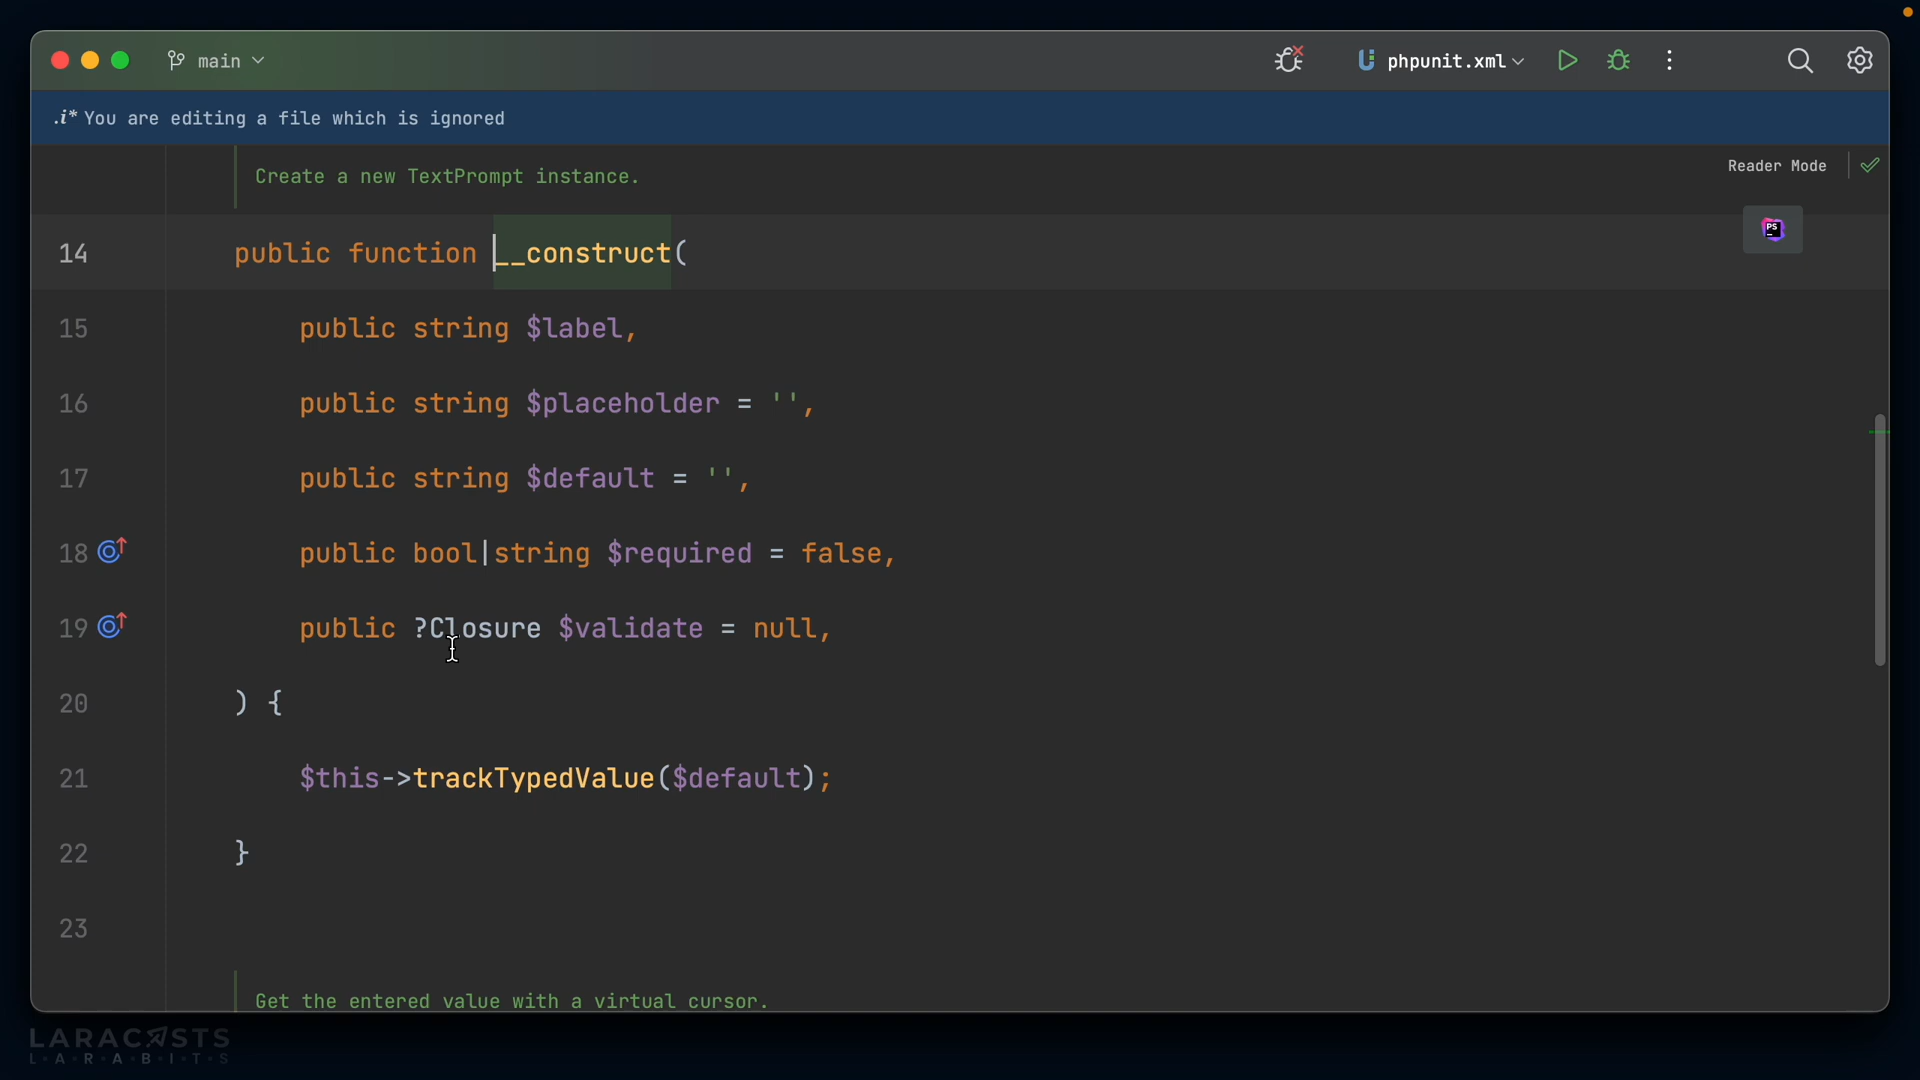 main
phpunit.xml
.i* You are editing a file which is ignored
Create a new TextPrompt instance.
Reader Mode
PS
14 public function __construct(
15 public string $label,
16 public string $placeholder = '',
17 public string $default = '',
18 public bool|string $required = false,
19 public ?Closure $validate = null,
20 ) {
21 $this->trackTypedValue($default);
22 }
23
Get the entered value with a virtual cursor.
LARACASTS
L·A·R·A·B·I·T·S